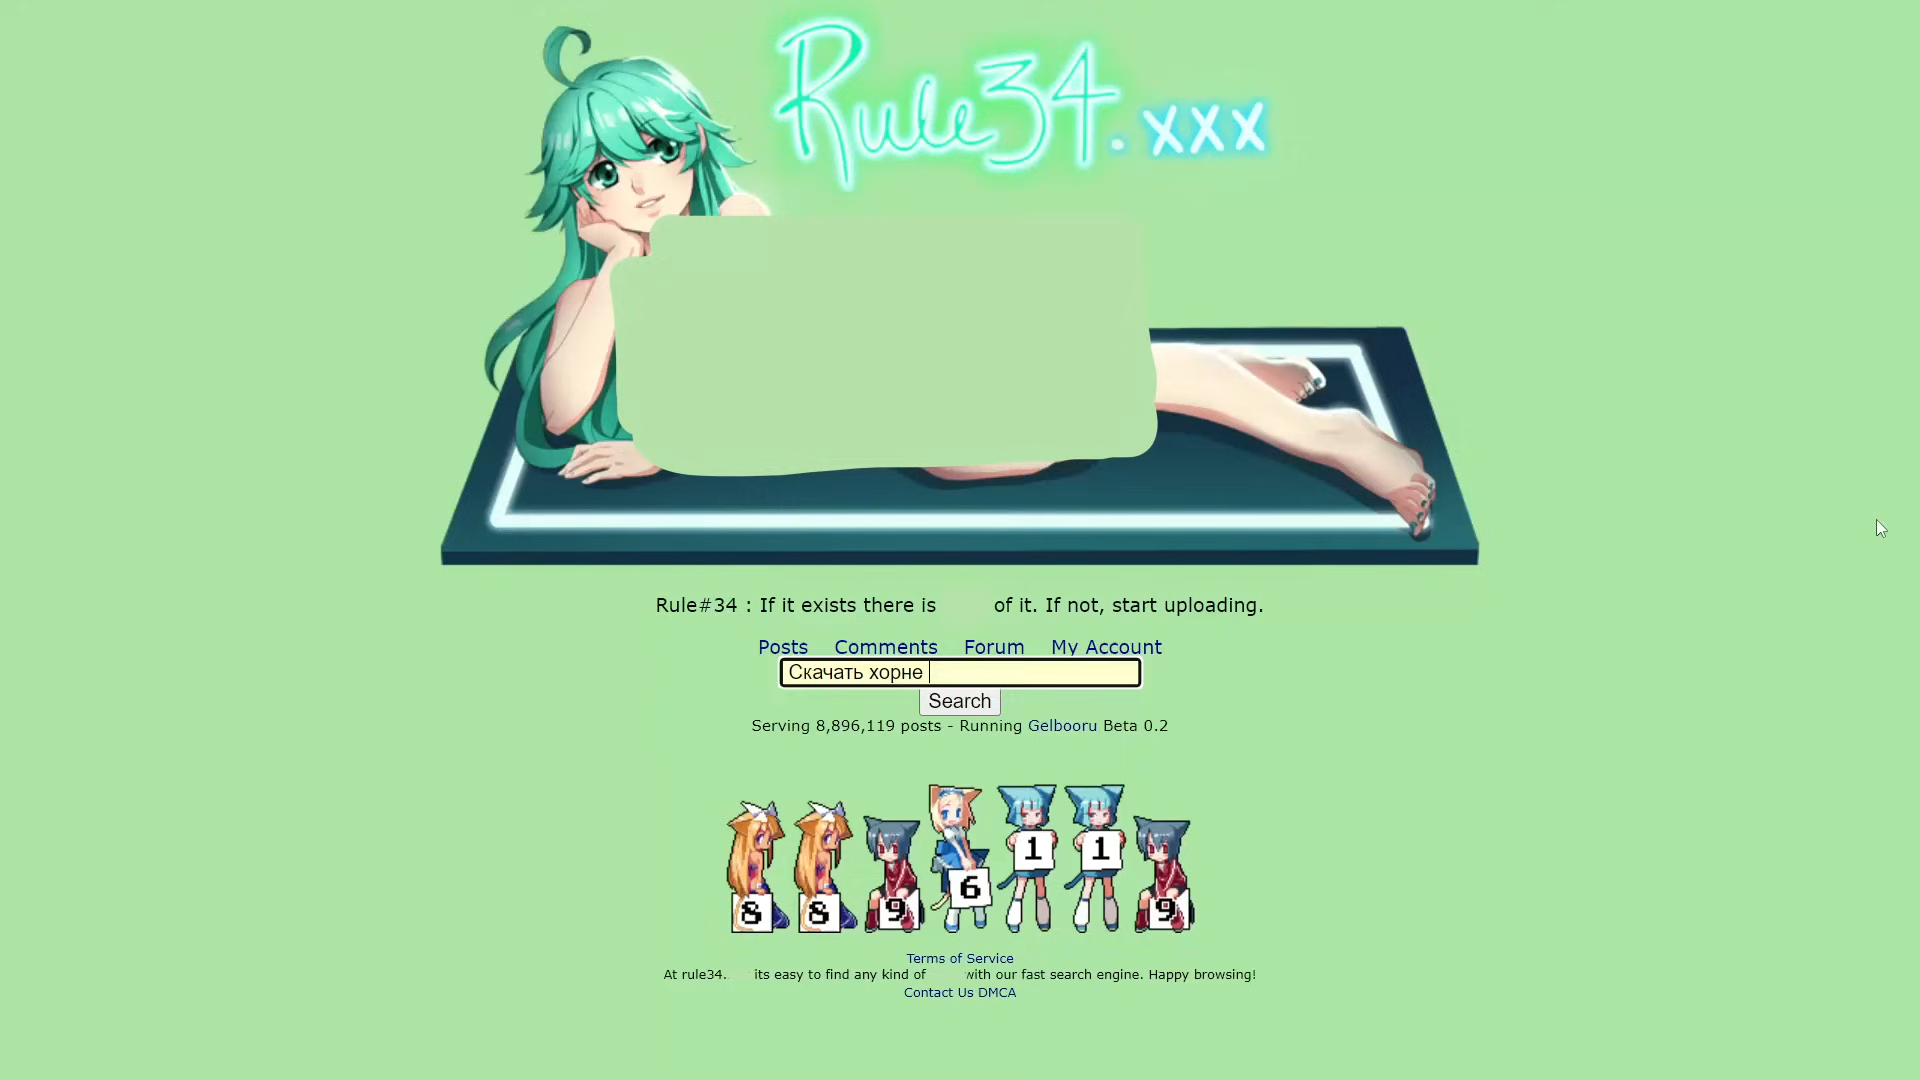 Rule34.xxx
Rule#34 : If it exists there is of it. If not, start uploading.
Posts Comments Forum My Account
Скачать хорне
Search
Serving 8,896,119 posts - Running Gelbooru Beta 0.2
8 8 9 6 1 1 9
Terms of Service
At rule34. its easy to find any kind of with our fast search engine. Happy browsing!
Contact Us DMCA